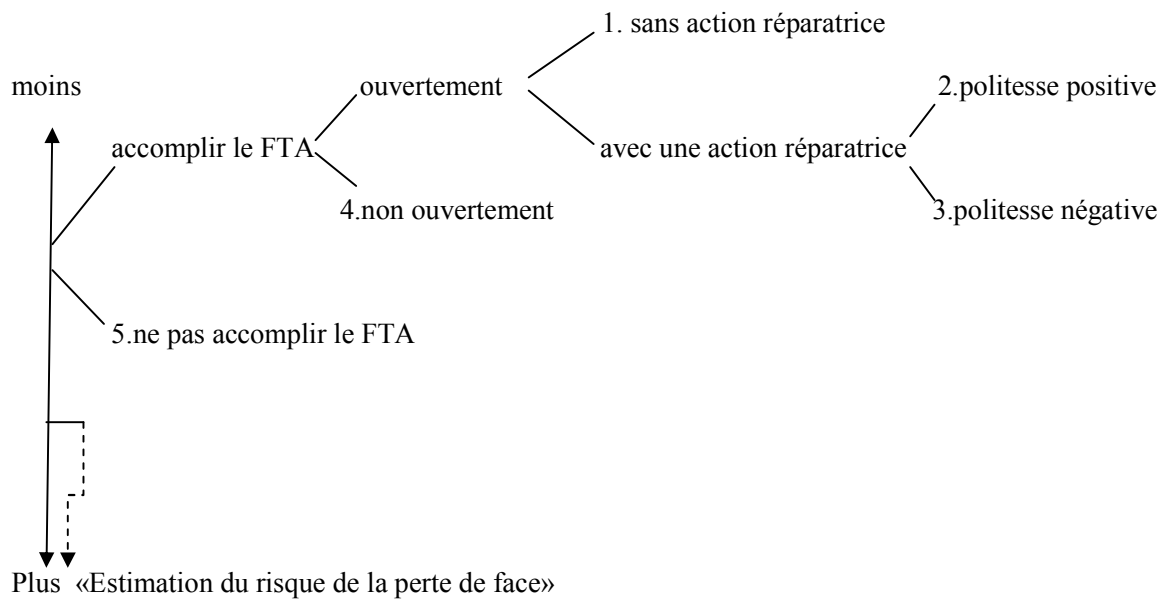 1. sans action réparatrice
moins
ouvertement
2.politesse positive
accomplir le FTA
avec une action réparatrice
4.non ouvertement
3.politesse négative
5.ne pas accomplir le FTA
Plus «Estimation du risque de la perte de face»